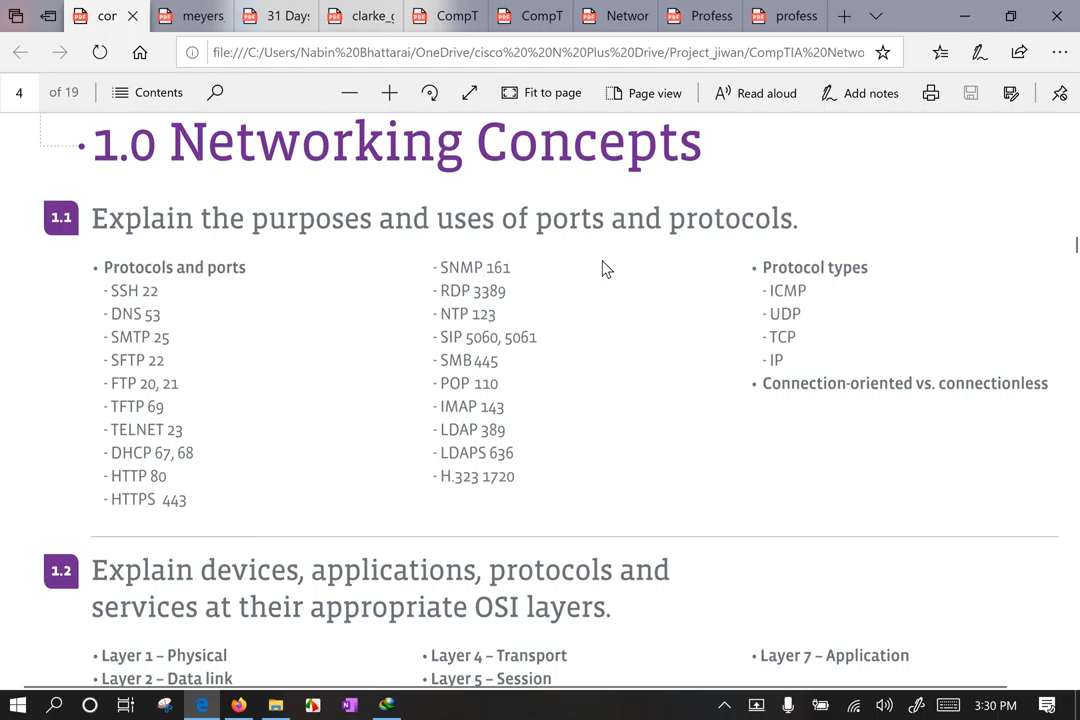 cor
meyers
31 Days
clarke_g
CompT
CompT
Networ
Profess
profess
file:///C:/Users/Nabin%20Bhattarai/OneDrive/cisco%20%20N%20Plus%20Drive/Project_jiwan/CompTIA%20Netwo
4 of 19
Contents
Fit to page
Page view
Read aloud
Add notes
1.0 Networking Concepts
1.1 Explain the purposes and uses of ports and protocols.
• Protocols and ports
- SSH 22
- DNS 53
- SMTP 25
- SFTP 22
- FTP 20, 21
- TFTP 69
- TELNET 23
- DHCP 67, 68
- HTTP 80
- HTTPS 443
- SNMP 161
- RDP 3389
- NTP 123
- SIP 5060, 5061
- SMB 445
- POP 110
- IMAP 143
- LDAP 389
- LDAPS 636
- H.323 1720
• Protocol types
- ICMP
- UDP
- TCP
- IP
• Connection-oriented vs. connectionless
1.2 Explain devices, applications, protocols and
services at their appropriate OSI layers.
• Layer 1 – Physical
• Layer 2 – Data link
• Layer 4 – Transport
• Layer 5 – Session
• Layer 7 – Application
3:30 PM